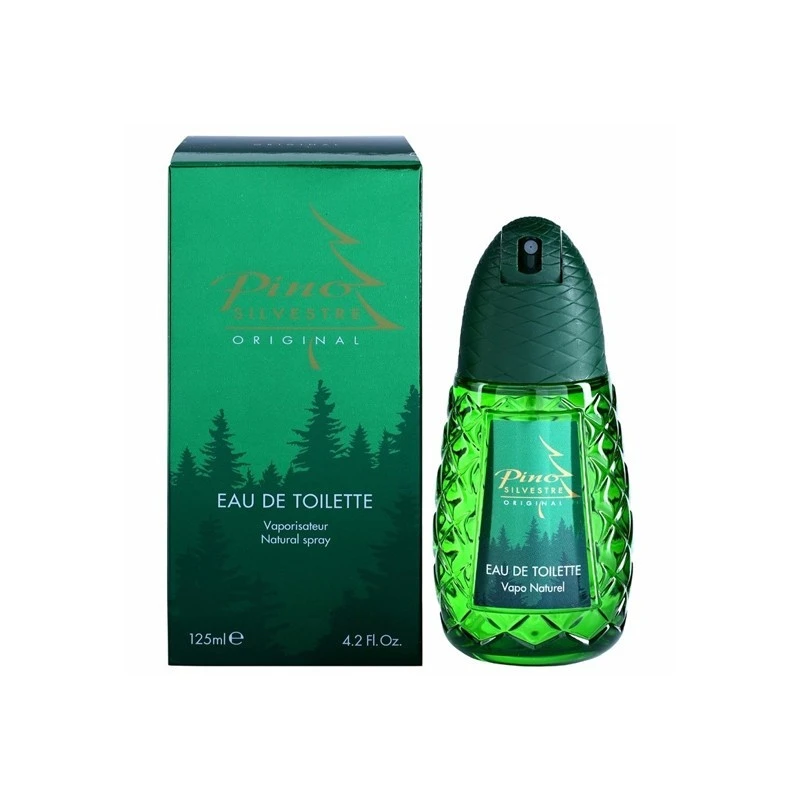 ORIGINAL
Pino
SILVESTRE
ORIGINAL
EAU DE TOILETTE
Vaporisateur
Natural spray
125ml ℮
4.2 Fl.Oz.
Pino
SILVESTRE
ORIGINAL
EAU DE TOILETTE
Vapo Naturel